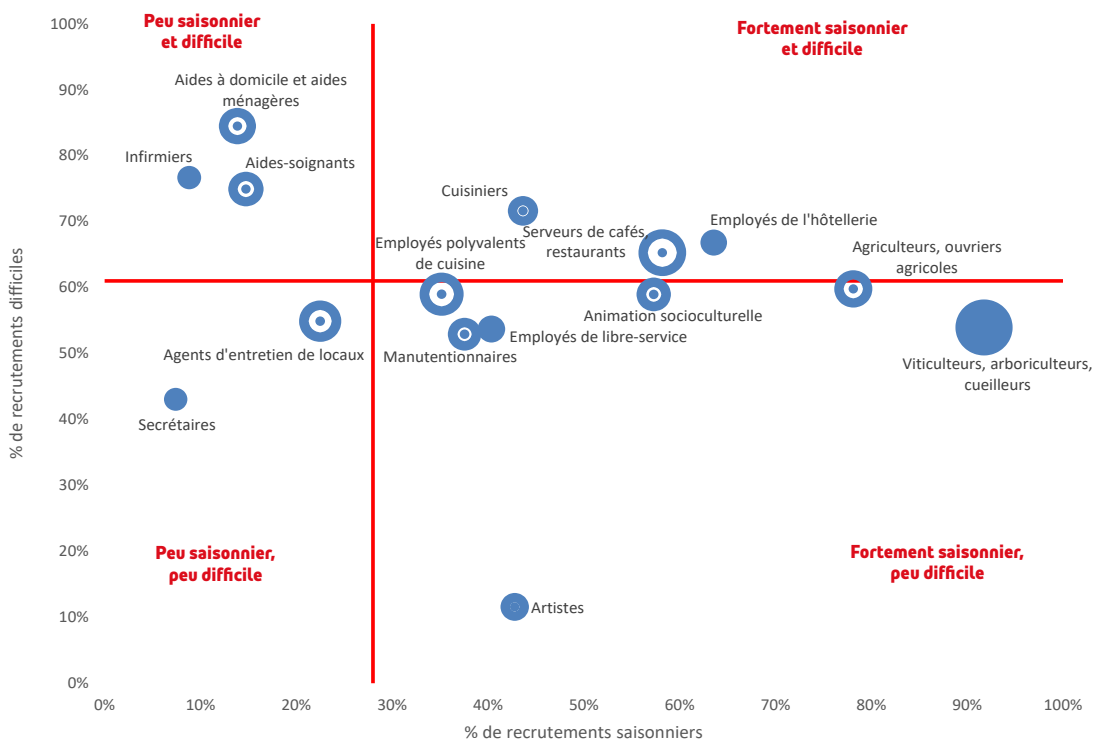 Peu saisonnier
et difficile
Fortement saisonnier
et difficile
Aides à domicile et aides
ménagères
Infirmiers
Aides-soignants
Cuisiniers
Serveurs de cafés,
restaurants
Employés de l'hôtellerie
Employés polyvalents
de cuisine
Agriculteurs, ouvriers
agricoles
Animation socioculturelle
Employés de libre-service
Manutentionnaires
Agents d'entretien de locaux
Viticulteurs, arboriculteurs,
cueilleurs
Secrétaires
Peu saisonnier,
peu difficile
Fortement saisonnier,
peu difficile
Artistes
% de recrutements difficiles
100%
90%
80%
70%
60%
50%
40%
30%
20%
10%
0%
0%
10%
20%
30%
40%
50%
60%
70%
80%
90%
100%
% de recrutements saisonniers